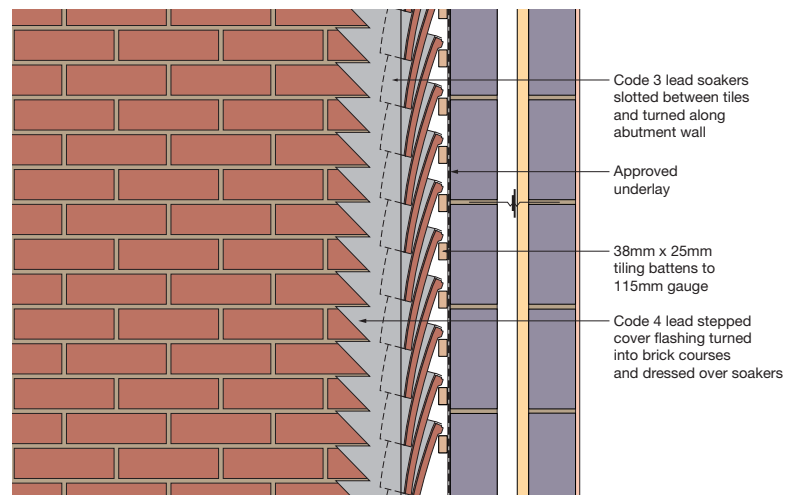 Code 3 lead soakers
slotted between tiles
and turned along
abutment wall
Approved
underlay
38mm x 25mm
tiling battens to
115mm gauge
Code 4 lead stepped
cover flashing turned
into brick courses
and dressed over soakers